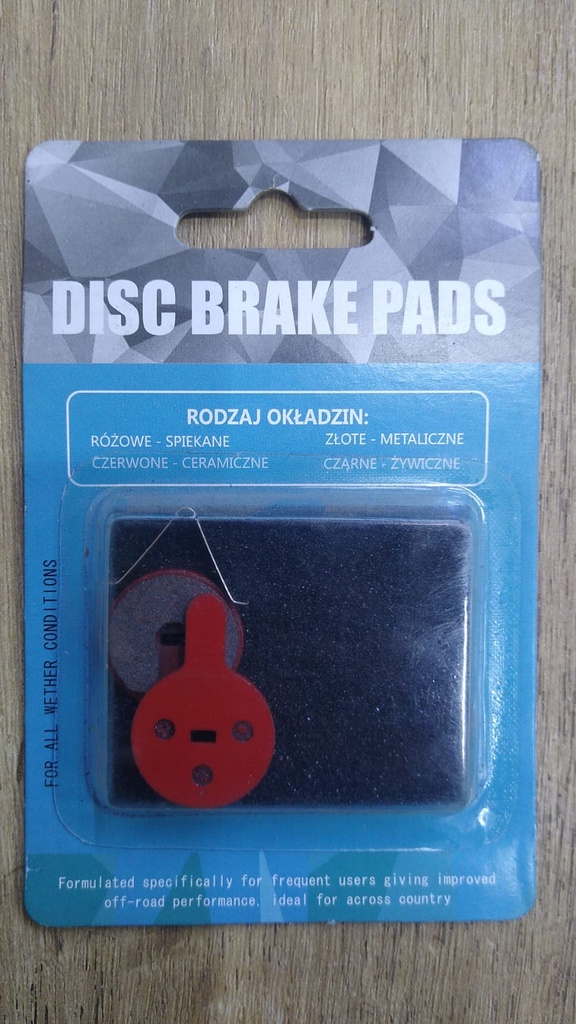 DISC BRAKE PADS
RODZAJ OKŁADZIN:
RÓŻOWE - SPIEKANE ZŁOTE - METALICZNE
CZERWONE - CERAMICZNE CZARNE - ŻYWICZNE
FOR ALL WETHER CONDITIONS
Formulated specifically for frequent users giving improved
off-road performance, ideal for across country